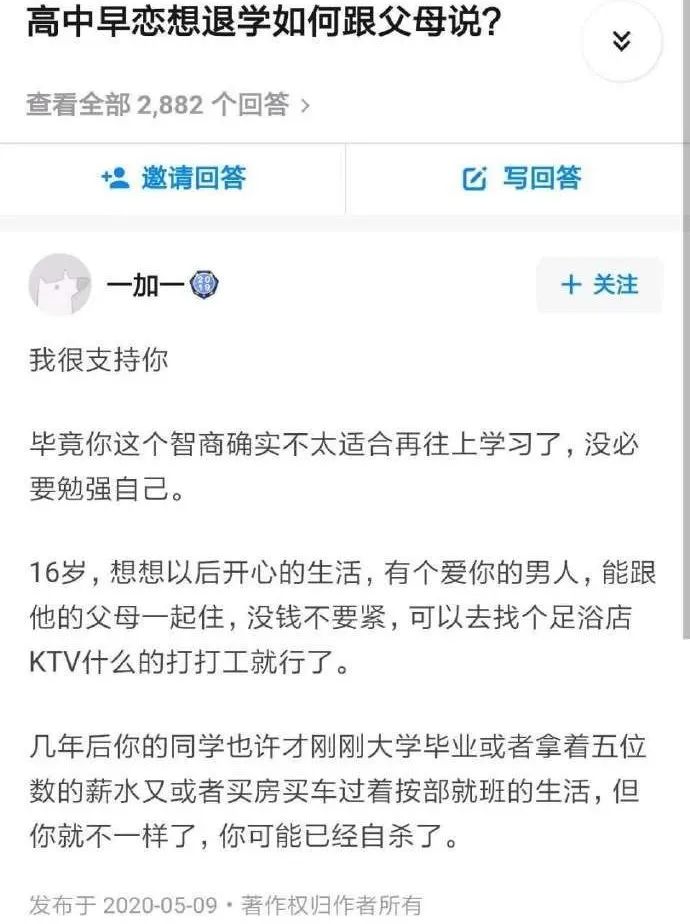 高中早恋想退学如何跟父母说？
查看全部 2,882 个回答 >
邀请回答
写回答
一加一
2019
+ 关注
我很支持你
毕竟你这个智商确实不太适合再往上学习了，没必
要勉强自己。
16岁，想想以后开心的生活，有个爱你的男人，能跟
他的父母一起住，没钱不要紧，可以去找个足浴店
KTV什么的打打工就行了。
几年后你的同学也许才刚刚大学毕业或者拿着五位
数的薪水又或者买房买车过着按部就班的生活，但
你就不一样了，你可能已经自杀了。
发布于 2020-05-09・著作权归作者所有